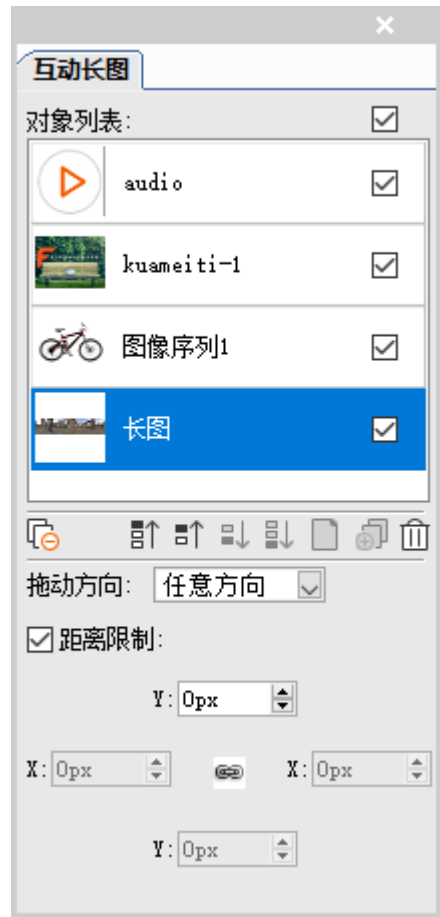 互动长图
对象列表:
audio
kuameiti-1
图像序列1
长图
拖动方向: 任意方向
距离限制:
Y: 0px
X: 0px X: 0px
Y: 0px